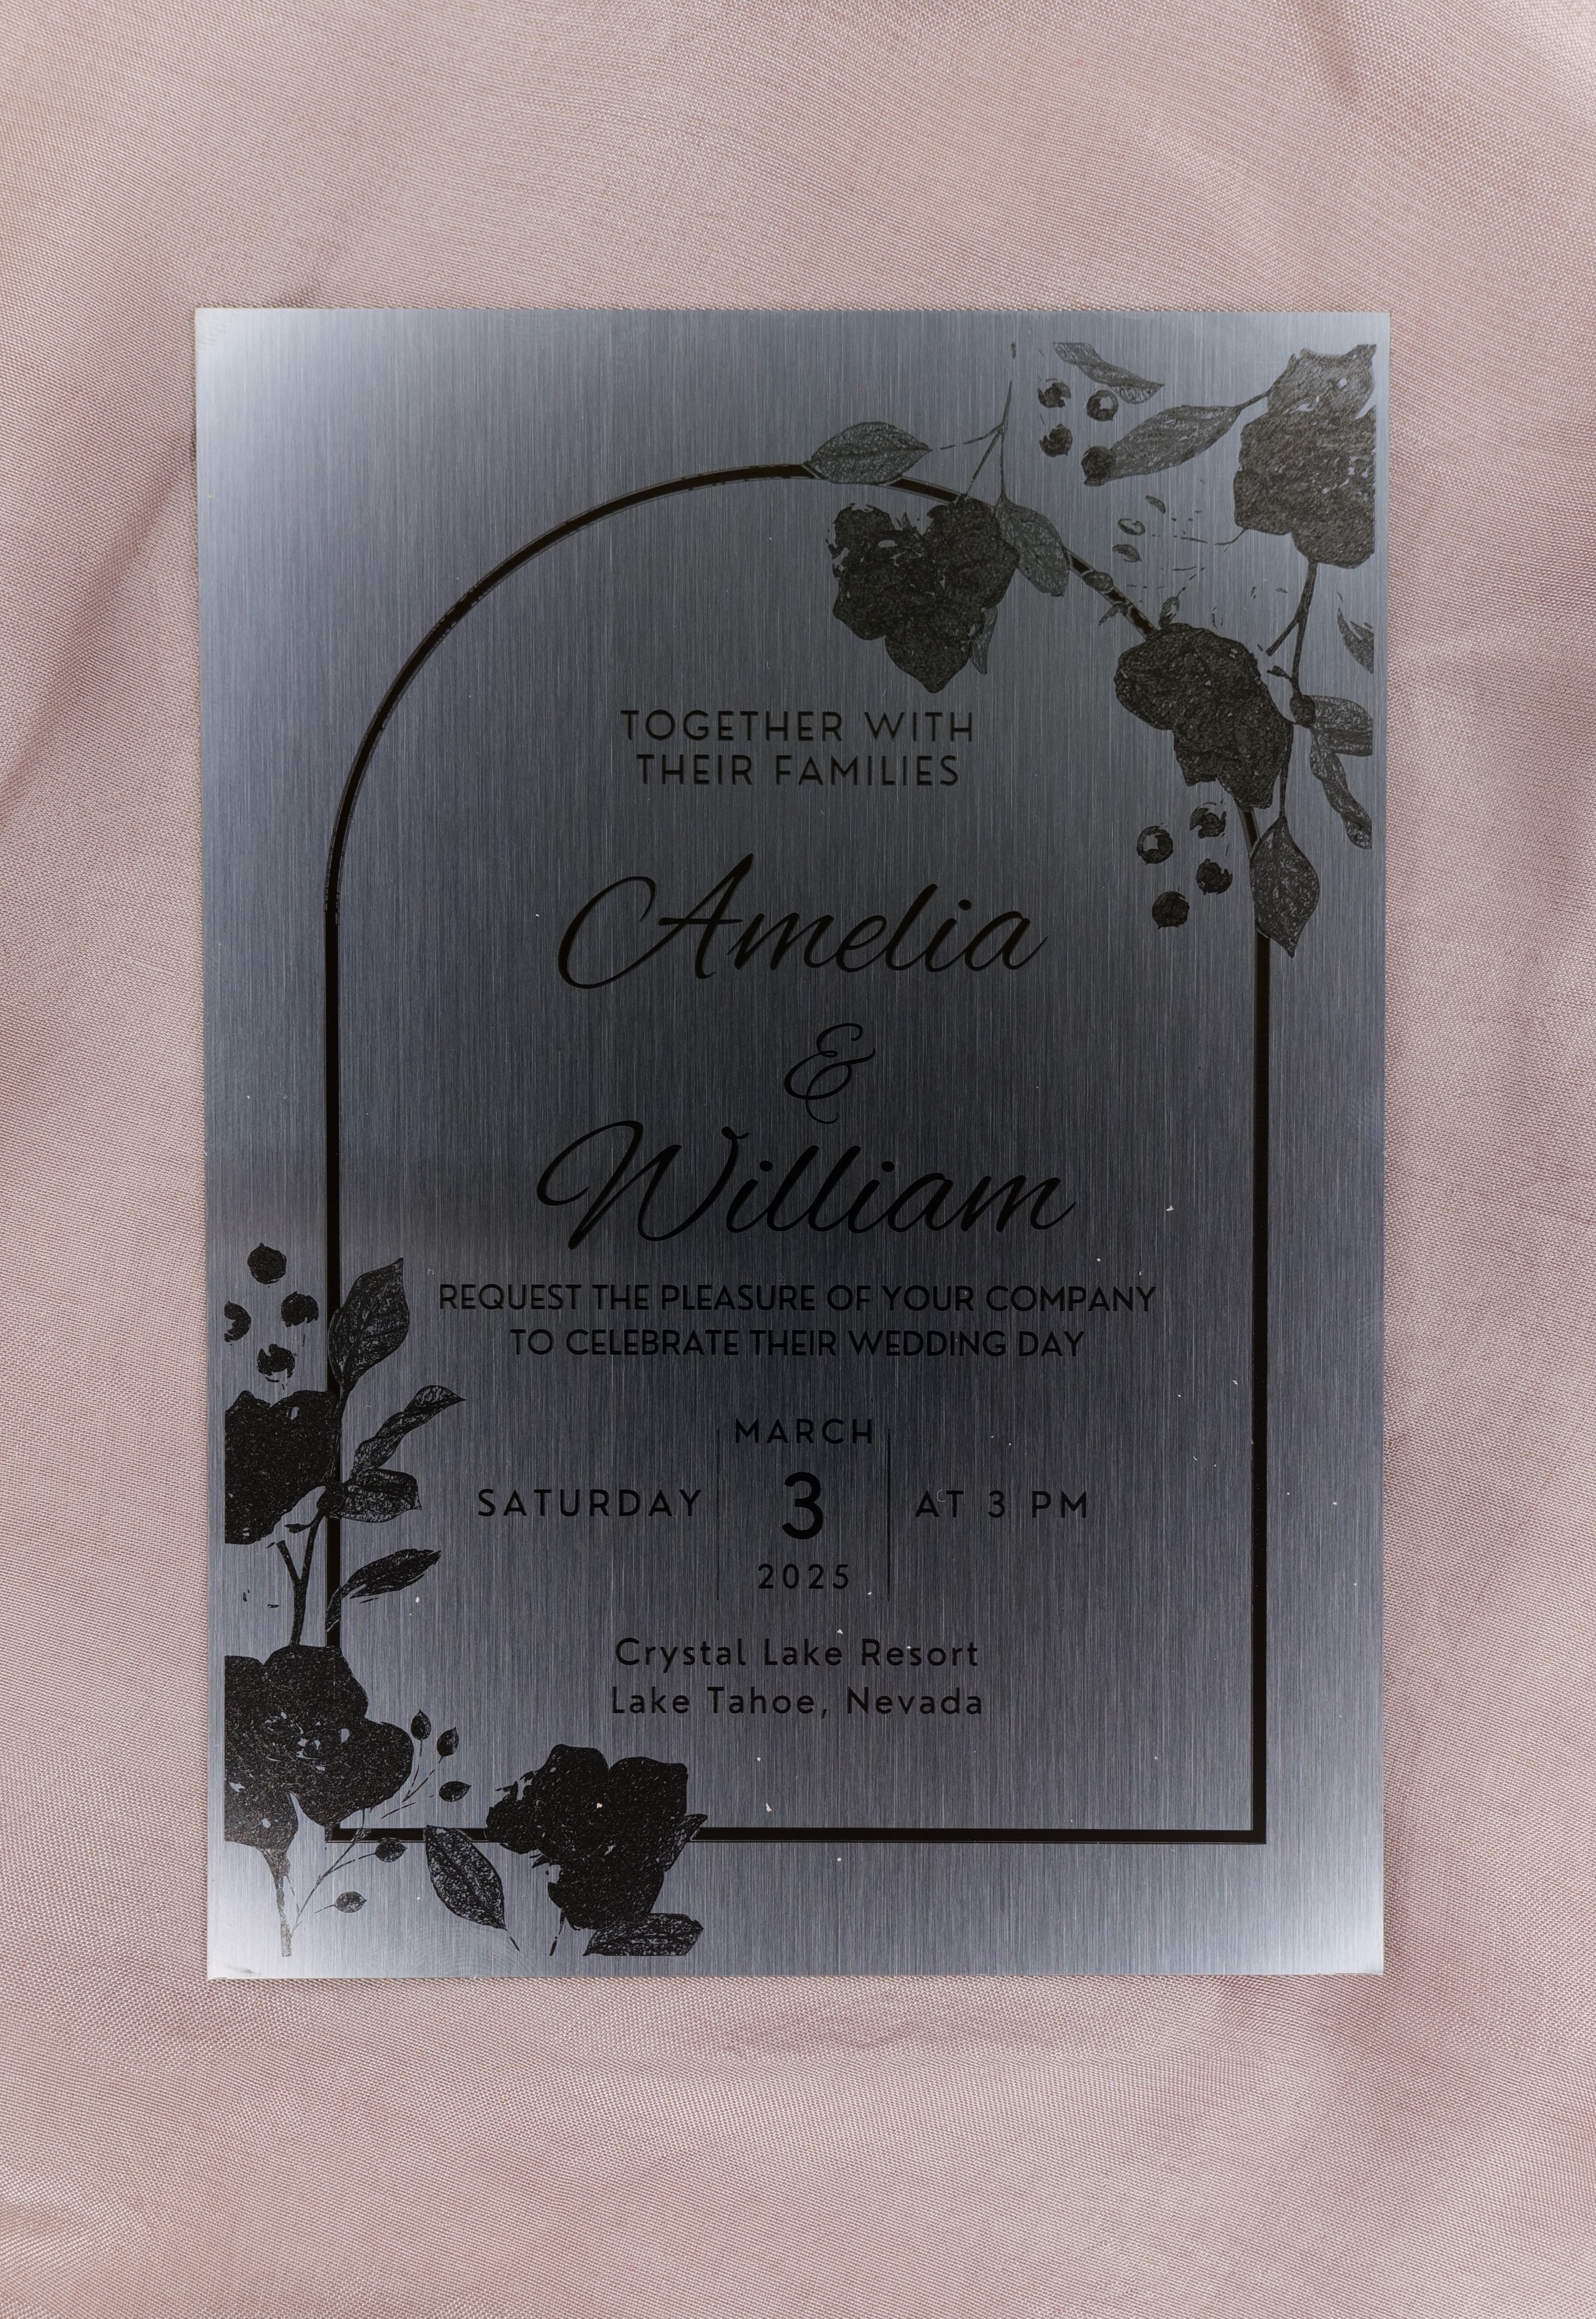 TOGETHER WITH
THEIR FAMILIES
Amelia
&
William
REQUEST THE PLEASURE OF YOUR COMPANY
TO CELEBRATE THEIR WEDDING DAY
MARCH
SATURDAY 3 AT 3 PM
2025
Crystal Lake Resort
Lake Tahoe, Nevada